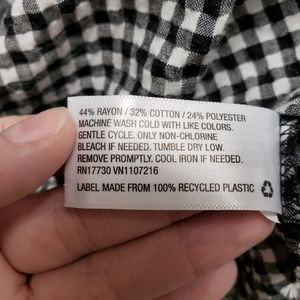 44% RAYON / 32% COTTON / 24% POLYESTER
MACHINE WASH COLD WITH LIKE COLORS.
GENTLE CYCLE. ONLY NON-CHLORINE
BLEACH IF NEEDED. TUMBLE DRY LOW.
REMOVE PROMPTLY. COOL IRON IF NEEDED.
RN17730 VN1107216
LABEL MADE FROM 100% RECYCLED PLASTIC